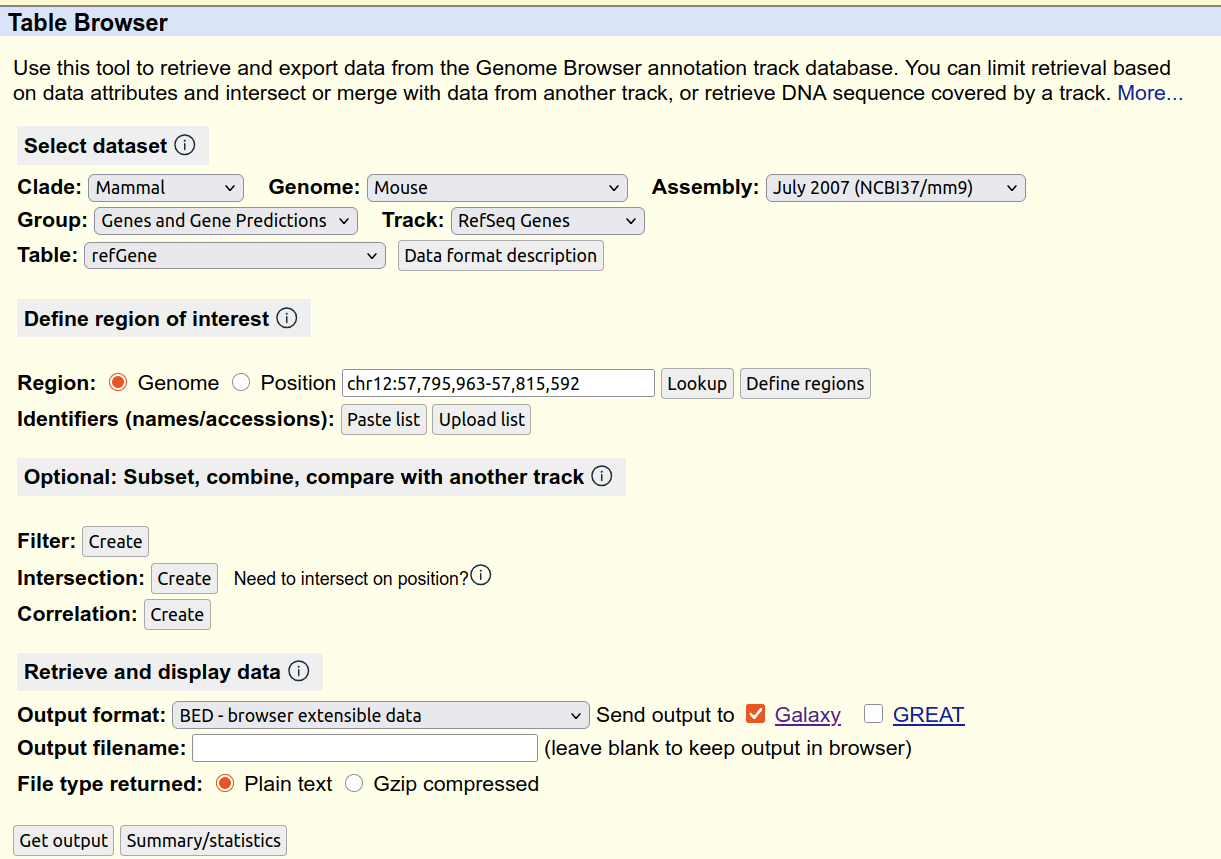 Table Browser
Use this tool to retrieve and export data from the Genome Browser annotation track database. You can limit retrieval based
on data attributes and intersect or merge with data from another track, or retrieve DNA sequence covered by a track. More...
Select dataset
Clade: Mammal Genome: Mouse Assembly: July 2007 (NCBI37/mm9)
Group: Genes and Gene Predictions Track: RefSeq Genes
Table: refGene Data format description
Define region of interest
Region: Genome Position chr12:57,795,963-57,815,592 Lookup Define regions
Identifiers (names/accessions): Paste list Upload list
Optional: Subset, combine, compare with another track
Filter: Create
Intersection: Create Need to intersect on position?
Correlation: Create
Retrieve and display data
Output format: BED - browser extensible data Send output to Galaxy GREAT
Output filename: (leave blank to keep output in browser)
File type returned: Plain text Gzip compressed
Get output Summary/statistics